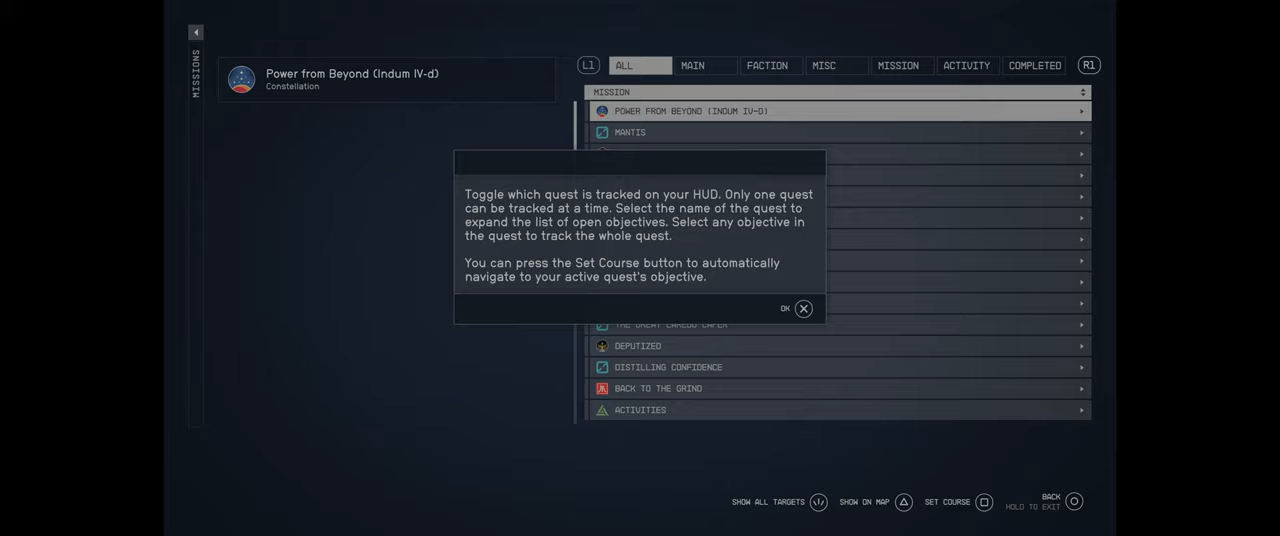 MISSIONS
Power from Beyond (Indum IV-d)
Constellation
L1 ALL MAIN FACTION MISC MISSION ACTIVITY COMPLETED R1
MISSION
POWER FROM BEYOND (INDUM IV-D)
MANTIS
Toggle which quest is tracked on your HUD. Only one quest
can be tracked at a time. Select the name of the quest to
expand the list of open objectives. Select any objective in
the quest to track the whole quest.
You can press the Set Course button to automatically
navigate to your active quest's objective.
OK
DEPUTIZED
DISTILLING CONFIDENCE
BACK TO THE GRIND
ACTIVITIES
SHOW ALL TARGETS SHOW ON MAP SET COURSE BACK
HOLD TO EXIT